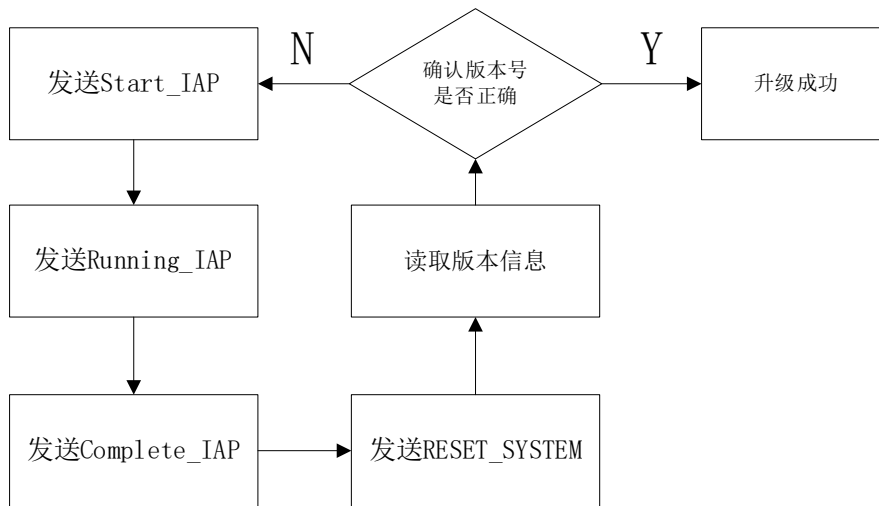 发送Start_IAP
N
确认版本号
是否正确
Y
升级成功
发送Running_IAP
读取版本信息
发送Complete_IAP
发送RESET_SYSTEM